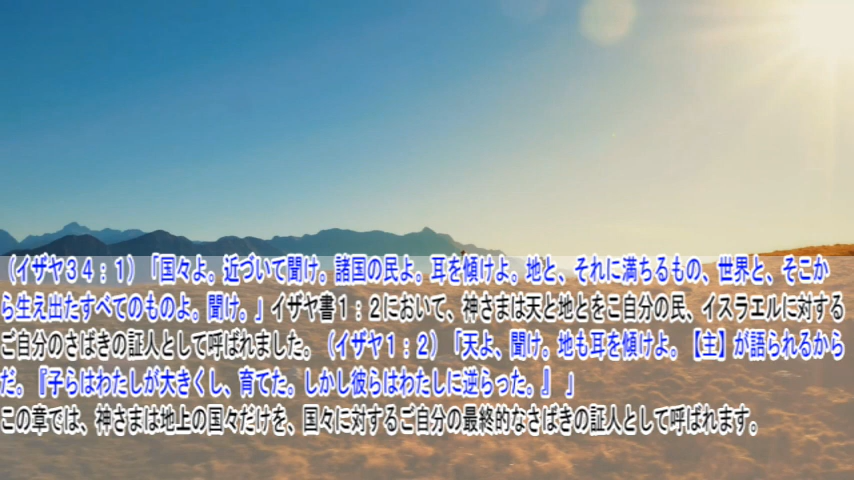 （イザヤ３４：１）「国々よ。近づいて聞け。諸国の民よ。耳を傾けよ。地と、それに満ちるもの、世界と、そこか
ら生え出たすべてのものよ。聞け。」イザヤ書１：２において、神さまは天と地とをご自分の民、イスラエルに対する
ご自分のさばきの証人として呼ばれました。（イザヤ１：２）「天よ、聞け。地も耳を傾けよ。【主】が語られるから
だ。『子らはわたしが大きくし、育てた。しかし彼らはわたしに逆らった。』　」
この章では、神さまは地上の国々だけを、国々に対するご自分の最終的なさばきの証人として呼ばれます。